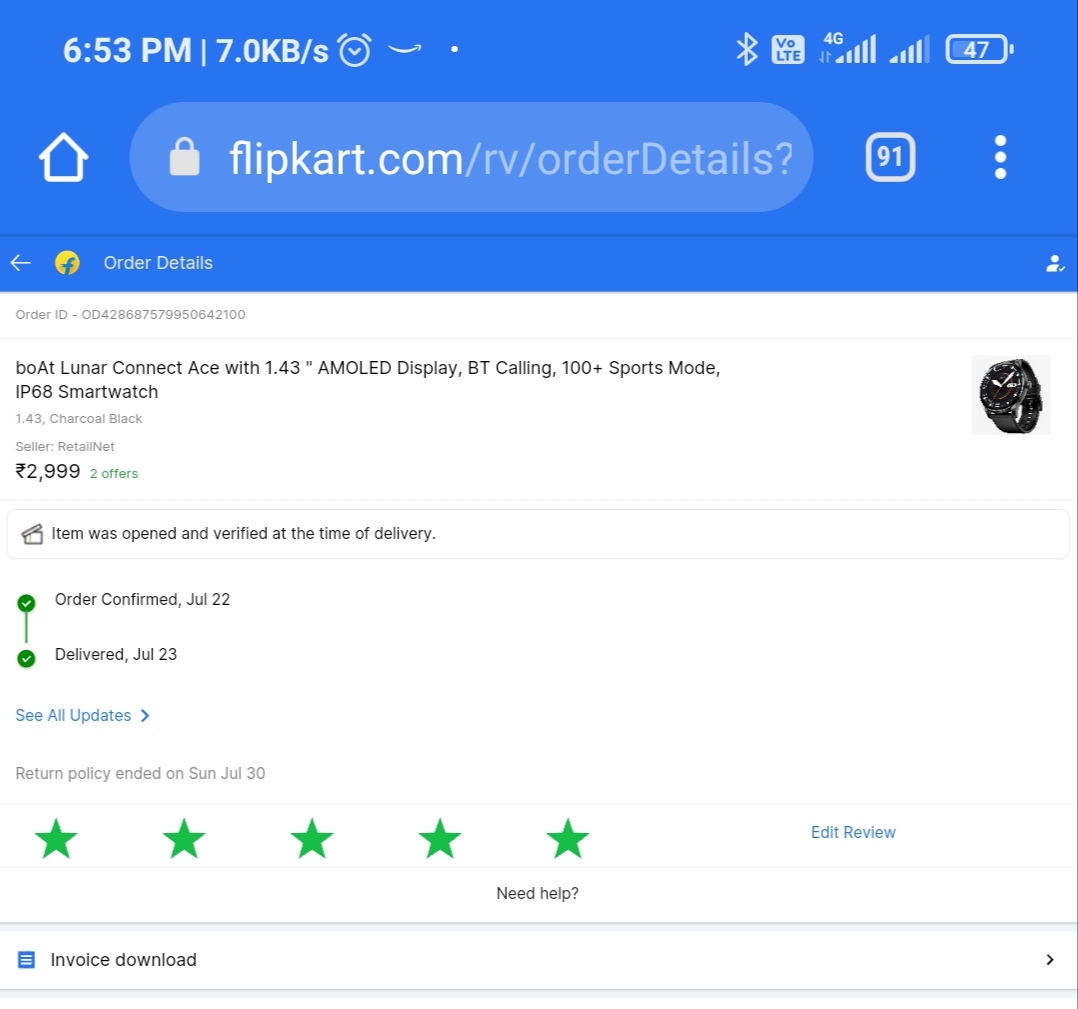 6:53 PM | 7.0KB/s
Vo LTE 4G 47
flipkart.com/rv/orderDetails?
91
Order Details
Order ID - OD428687579950642100
boAt Lunar Connect Ace with 1.43 " AMOLED Display, BT Calling, 100+ Sports Mode,
IP68 Smartwatch
1.43, Charcoal Black
Seller: RetailNet
₹2,999 2 offers
Item was opened and verified at the time of delivery.
Order Confirmed, Jul 22
Delivered, Jul 23
See All Updates
Return policy ended on Sun Jul 30
Edit Review
Need help?
Invoice download